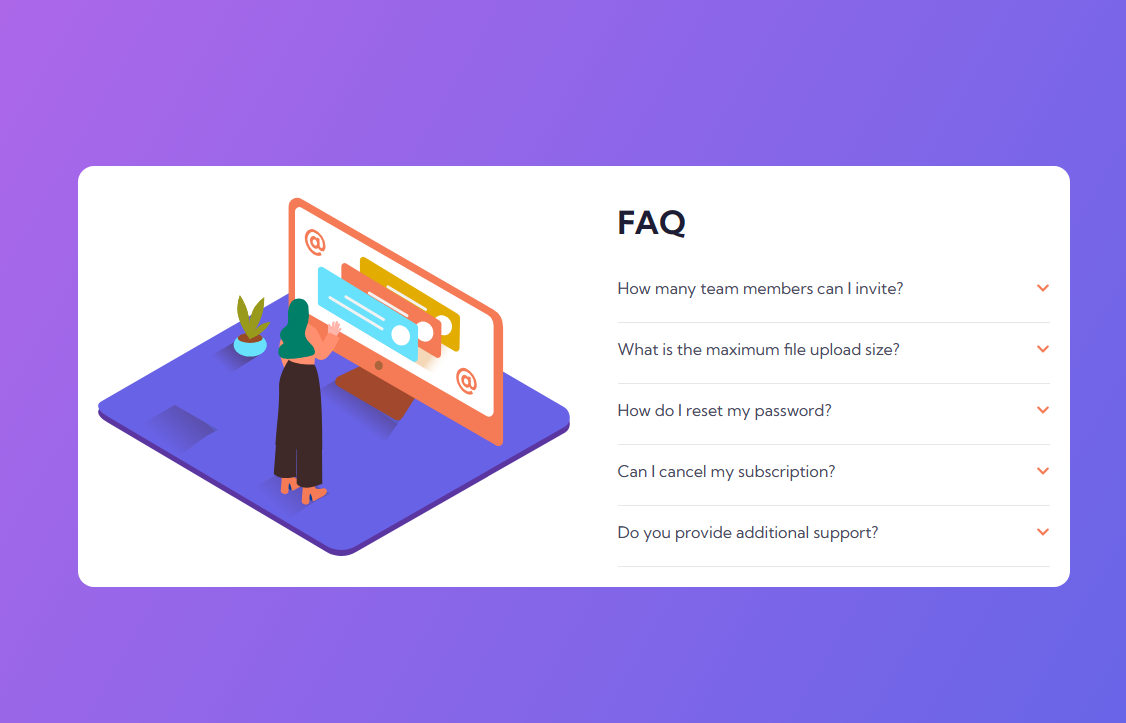 @
FAQ
How many team members can I invite?
What is the maximum file upload size?
@
How do I reset my password?
Can I cancel my subscription?
Do you provide additional support?